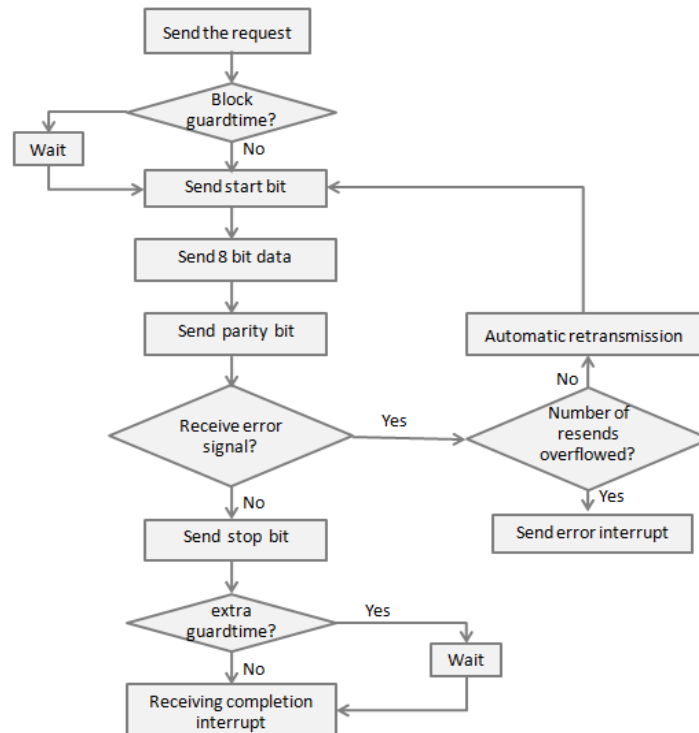 Send the request
Block
guardtime?
Wait
No
Send start bit
Send 8 bit data
Send parity bit
Automatic retransmission
No
Receive error
signal?
Yes
Number of
resends
overflowed?
No
Yes
Send stop bit
Send error interrupt
extra
guardtime?
Yes
Wait
No
Receiving completion
interrupt